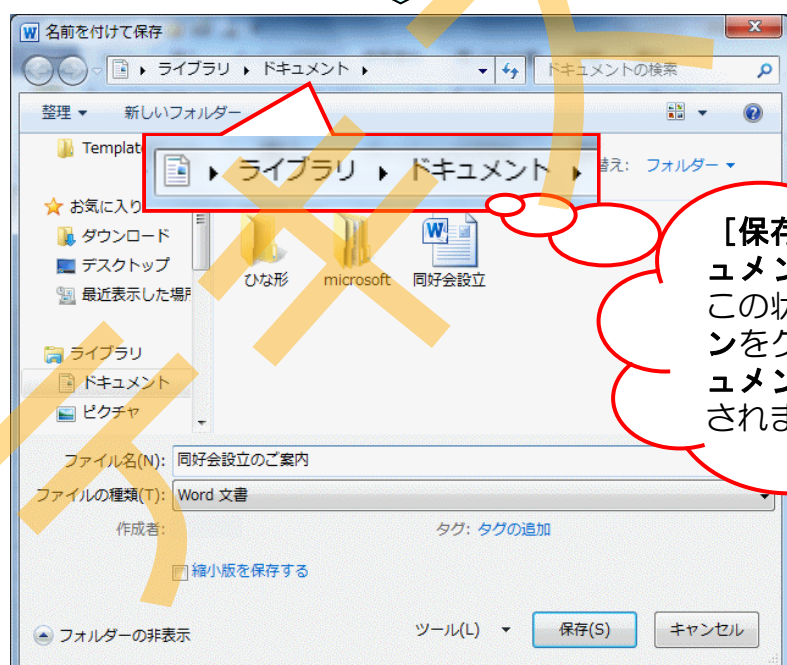 名前を付けて保存
ライブラリ ▸ ドキュメント ▸
ドキュメントの検索
整理 ▼ 新しいフォルダー
Templat
ライブラリ ▸ ドキュメント ▸
替え: フォルダー ▼
お気に入り
ダウンロード
デスクトップ
最近表示した場所
ひな形
microsoft
同好会設立
ライブラリ
ドキュメント
ピクチャ
［保存
ュメン
この状
ンをク
ュメン
されま
ファイル名(N): 同好会設立のご案内
ファイルの種類(T): Word 文書
作成者:
タグ: タグの追加
縮小版を保存する
フォルダーの非表示
ツール(L) ▼
保存(S)
キャンセル